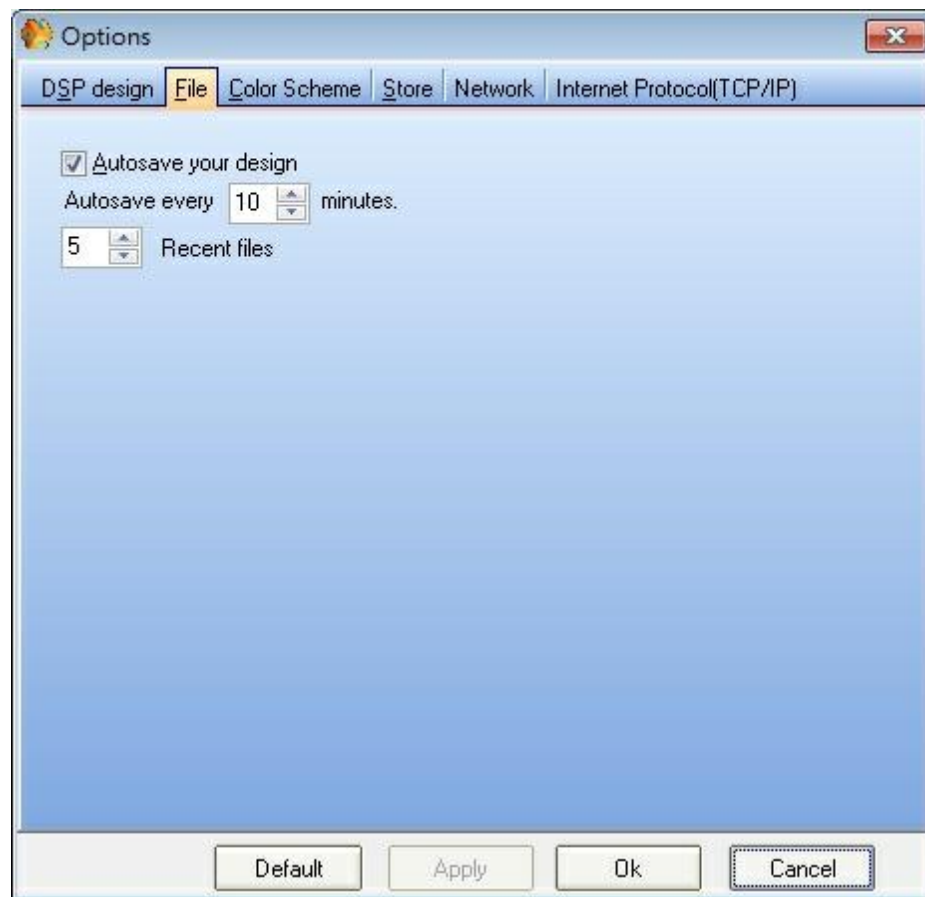 Options
DSP design File Color Scheme Store Network Internet Protocol(TCP/IP)
Autosave your design
Autosave every 10 minutes.
5 Recent files
Default Apply Ok Cancel